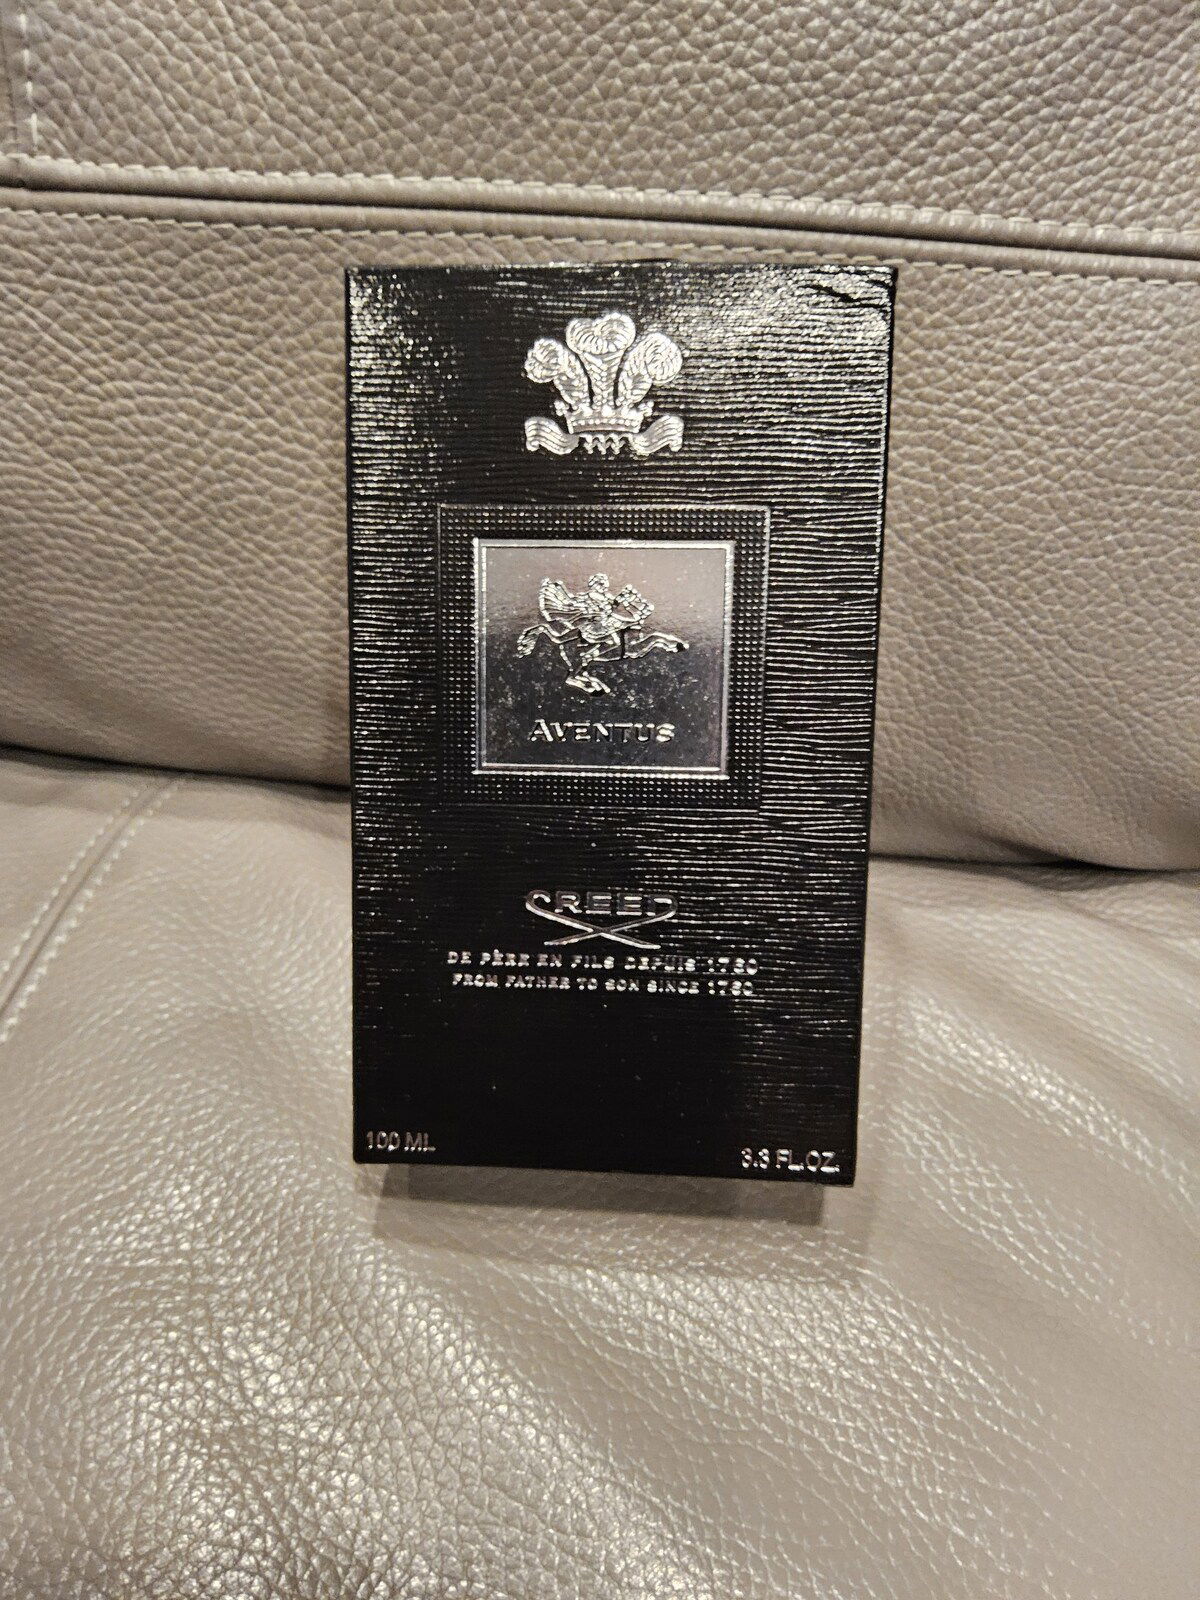 AVENTUS
CREED
DE PÈRE EN FILS DEPUIS 1760
FROM FATHER TO SON SINCE 1760
100 ML
3.3 FL.OZ.